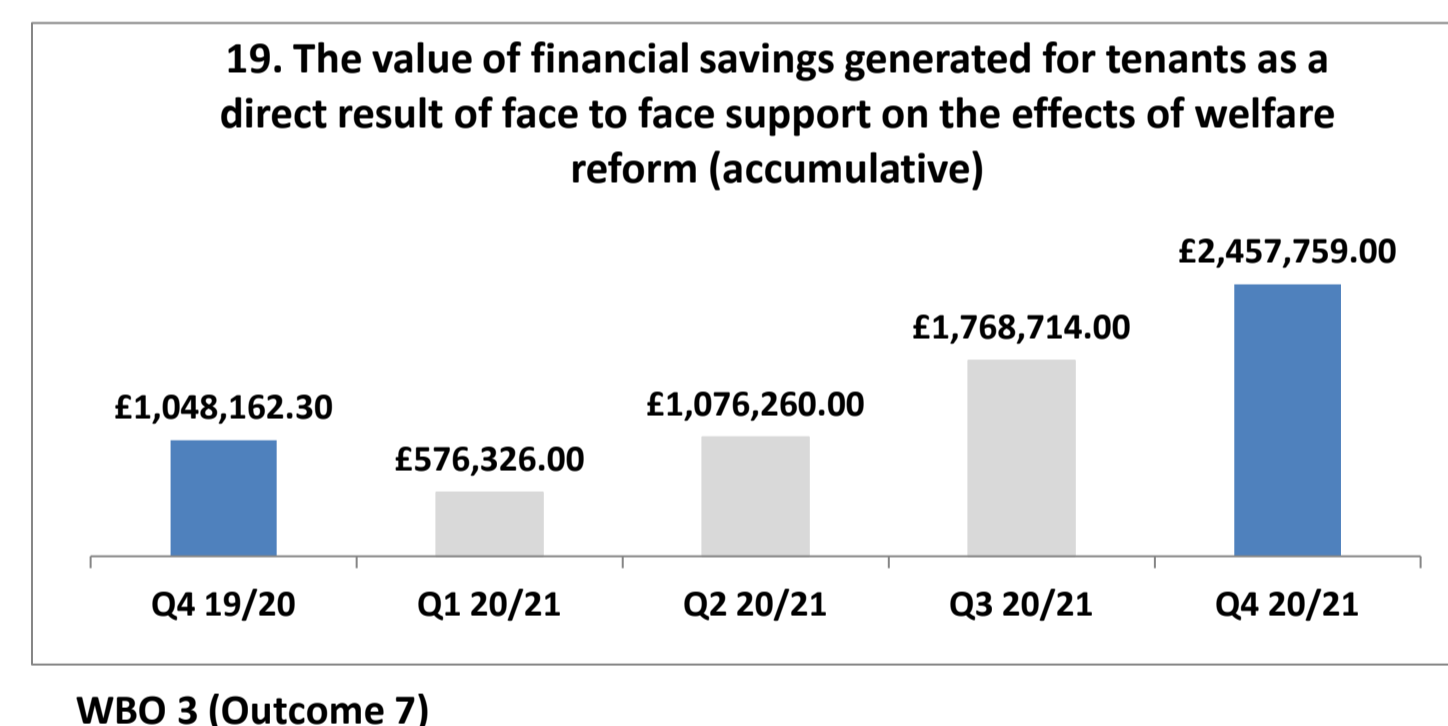 19. The value of financial savings generated for tenants as a
direct result of face to face support on the effects of welfare
reform (accumulative)
£2,457,759.00
£1,768,714.00
£1,048,162.30
£1,076,260.00
£576,326.00
Q4 19/20 Q1 20/21 Q2 20/21 Q3 20/21 Q4 20/21
WBO 3 (Outcome 7)